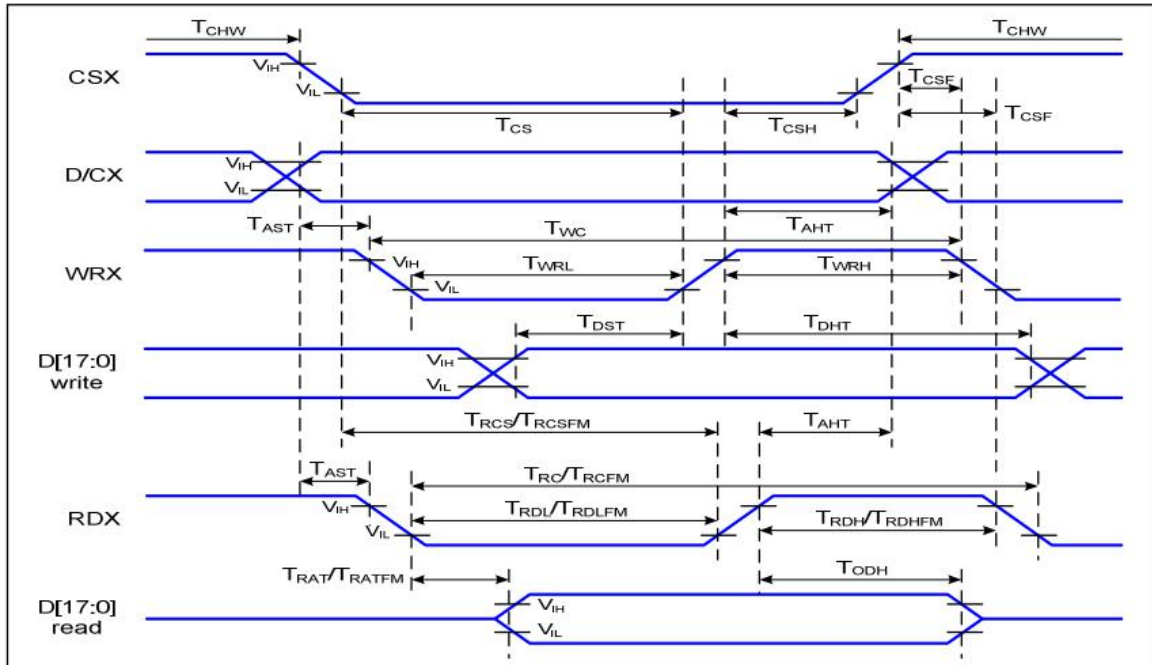 TCHW TCHW
CSX
VIH
VIL
TCSF
TCSF
TCS TCSH
D/CX
VIH
VIL
TAST TWC TAHT
WRX
VIH
VIL
TWRL TWRH
TDST TDHT
D[17:0]
write
VIH
VIL
TRCS/TRCSFM TAHT
TAST TRC/TRCFM
RDX
VIH
VIL
TRDL/TRDLFM TRDH/TRDHFM
TRAT/TRATFM TODH
D[17:0]
read
VIH
VIL